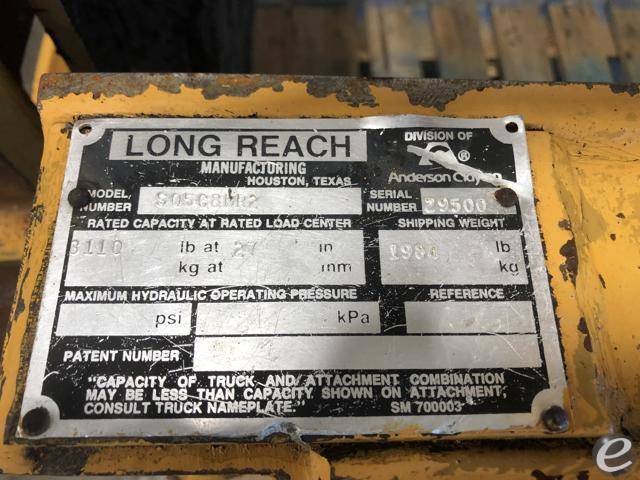 LONG REACH
DIVISION OF
®
MANUFACTURING
HOUSTON, TEXAS
Anderson Clayton
MODEL NUMBER
SERIAL NUMBER
RATED CAPACITY AT RATED LOAD CENTER
SHIPPING WEIGHT
lb at in
lb
kg at mm
kg
MAXIMUM HYDRAULIC OPERATING PRESSURE
REFERENCE
psi kPa
PATENT NUMBER
"CAPACITY OF TRUCK AND/ATTACHMENT COMBINATION
MAY BE LESS THAN CAPACITY SHOWN ON ATTACHMENT,
CONSULT TRUCK NAMEPLATE."
SM 700003
e